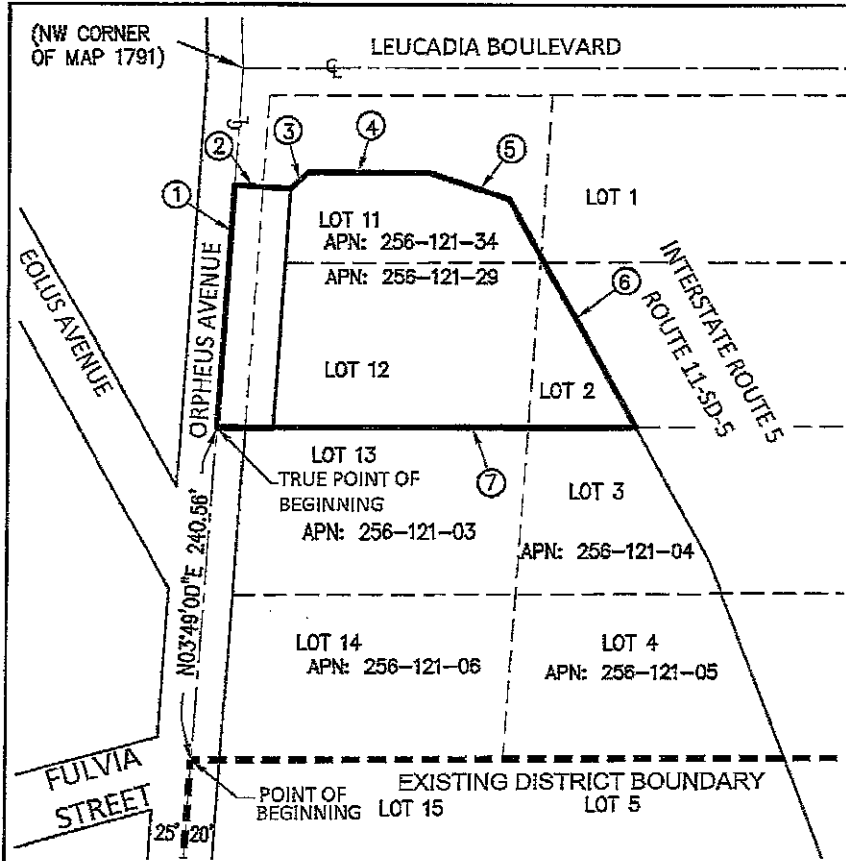 (NW CORNER
OF MAP 1791)
LEUCADIA BOULEVARD
CL
1
2
3
4
5
LOT 1
LOT 11
APN: 256-121-34
APN: 256-121-29
6
INTERSTATE ROUTE 5
ROUTE 11-SD-5
EOLUS AVENUE
ORPHEUS AVENUE
LOT 12
LOT 2
LOT 13
TRUE POINT OF
BEGINNING
7
APN: 256-121-03
LOT 3
APN: 256-121-04
N03°49'00"E 240.56'
LOT 14
APN: 256-121-06
LOT 4
APN: 256-121-05
FULVIA
STREET
EXISTING DISTRICT BOUNDARY
POINT OF
BEGINNING
LOT 15
LOT 5
25'
20'